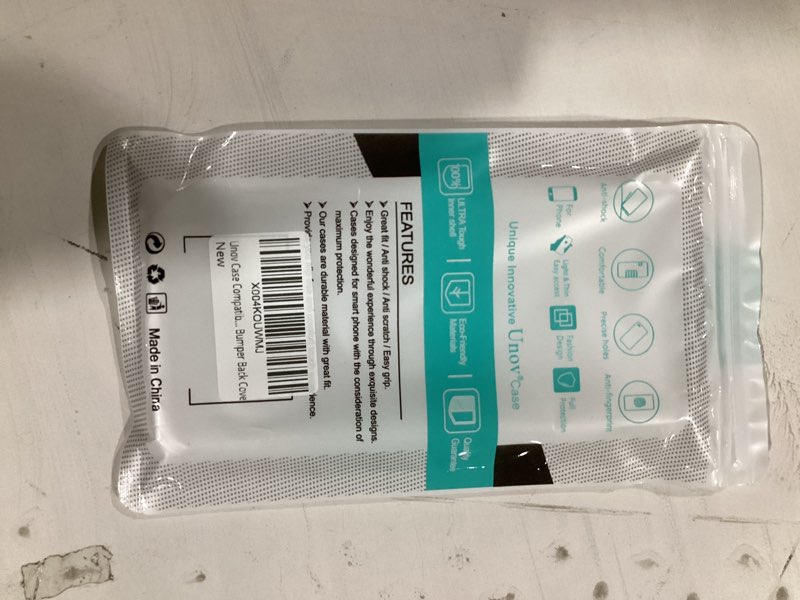 Anti-shock
Comfortable
Precise holes
Anti-fingerprint
For Phone
Light & Thin
Easy access
Fashion Design
Full Protection
Unique Innovative Unov® case
100%
ULTRA Tough
Inner shell
Eco-Friendly
Materials
Quality
Guarantee
FEATURES
Great fit / Anti shock / Anti scratch / Easy grip.
Enjoy the wonderful experience through exquisite designs.
Cases designed for smart phone with the consideration of
maximum protection.
Our cases are durable material with great fit.
X004KOUVMJ
Unov Case Compatib... Bumper Back Cove
New
Made in China